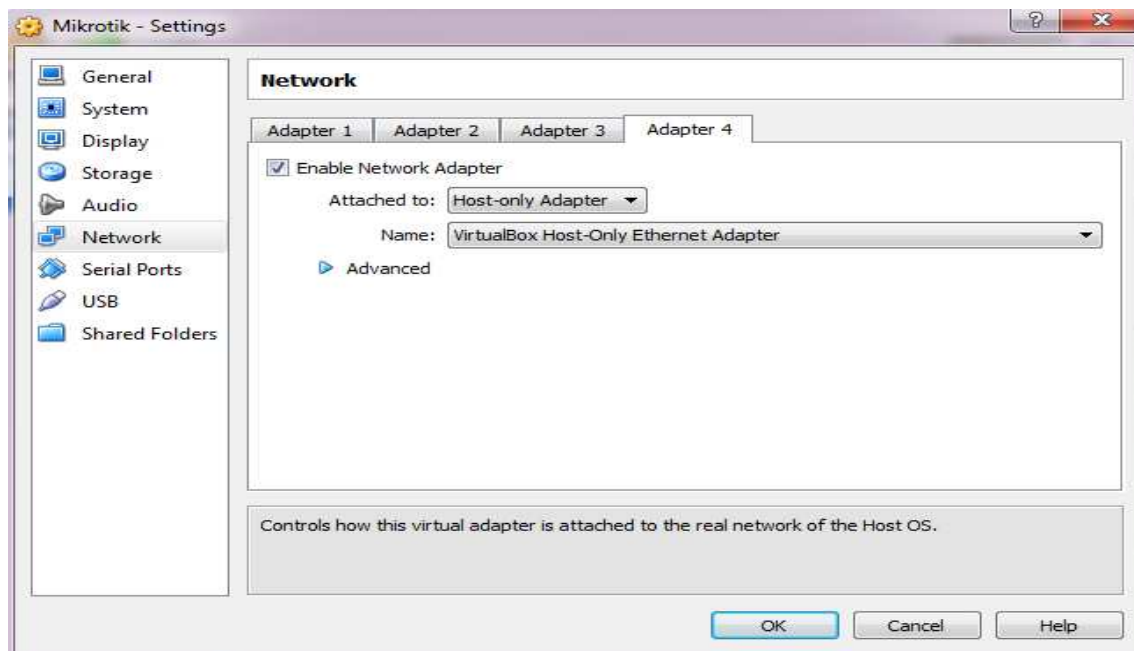 Mikrotik - Settings
General
System
Display
Storage
Audio
Network
Serial Ports
USB
Shared Folders
Network
Adapter 1 Adapter 2 Adapter 3 Adapter 4
Enable Network Adapter
Attached to: Host-only Adapter
Name: VirtualBox Host-Only Ethernet Adapter
Advanced
Controls how this virtual adapter is attached to the real network of the Host OS.
OK Cancel Help